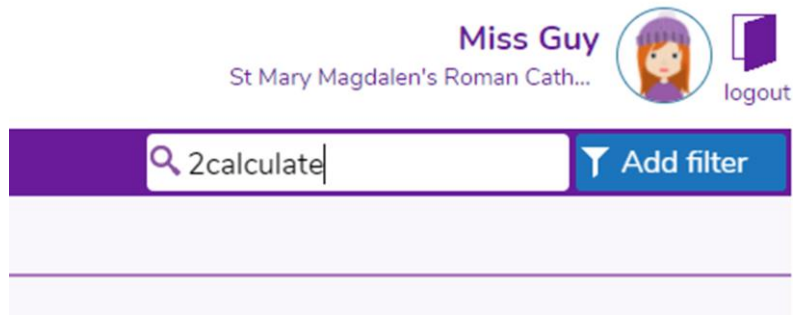 Miss Guy
St Mary Magdalen's Roman Cath...
logout
2calculate
Add filter